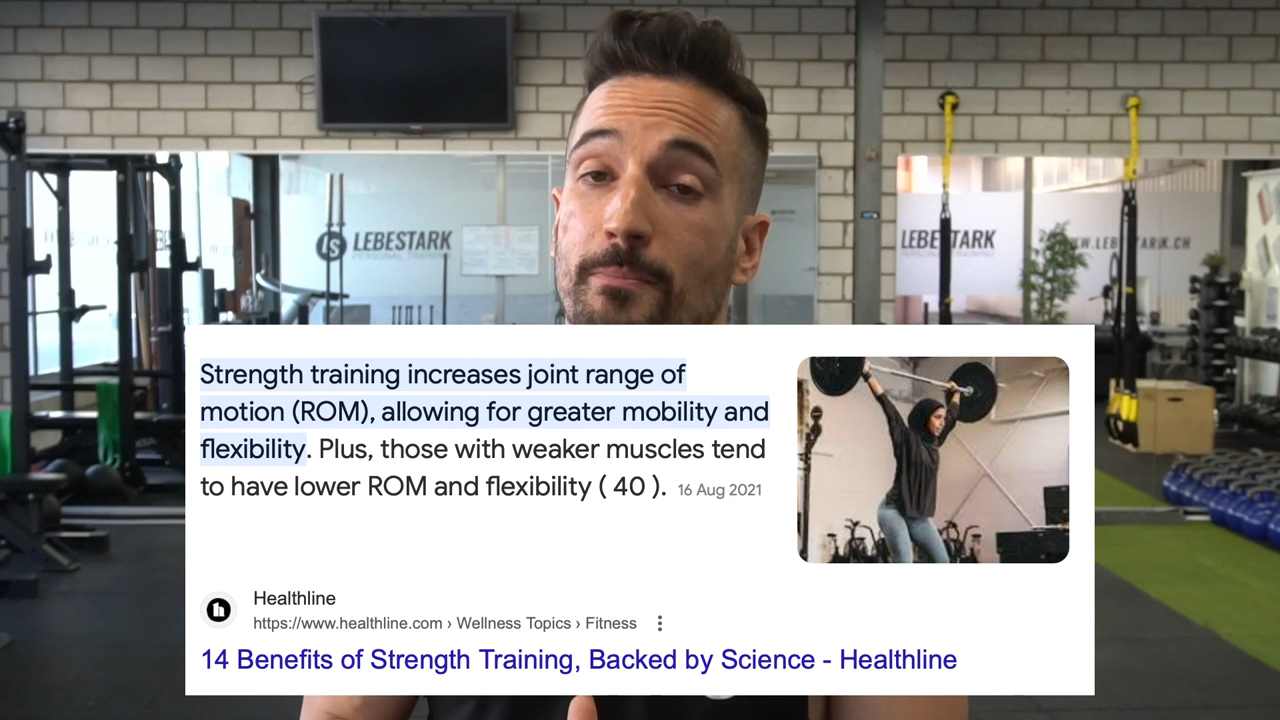 LS LEBESTARK
PERSONAL TRAINING
LEBESTARK
PERSONAL TRAINING
WWW.LEBESTARK.CH
Strength training increases joint range of
motion (ROM), allowing for greater mobility and
flexibility. Plus, those with weaker muscles tend
to have lower ROM and flexibility ( 40 ). 16 Aug 2021
Healthline
https://www.healthline.com › Wellness Topics › Fitness
14 Benefits of Strength Training, Backed by Science - Healthline